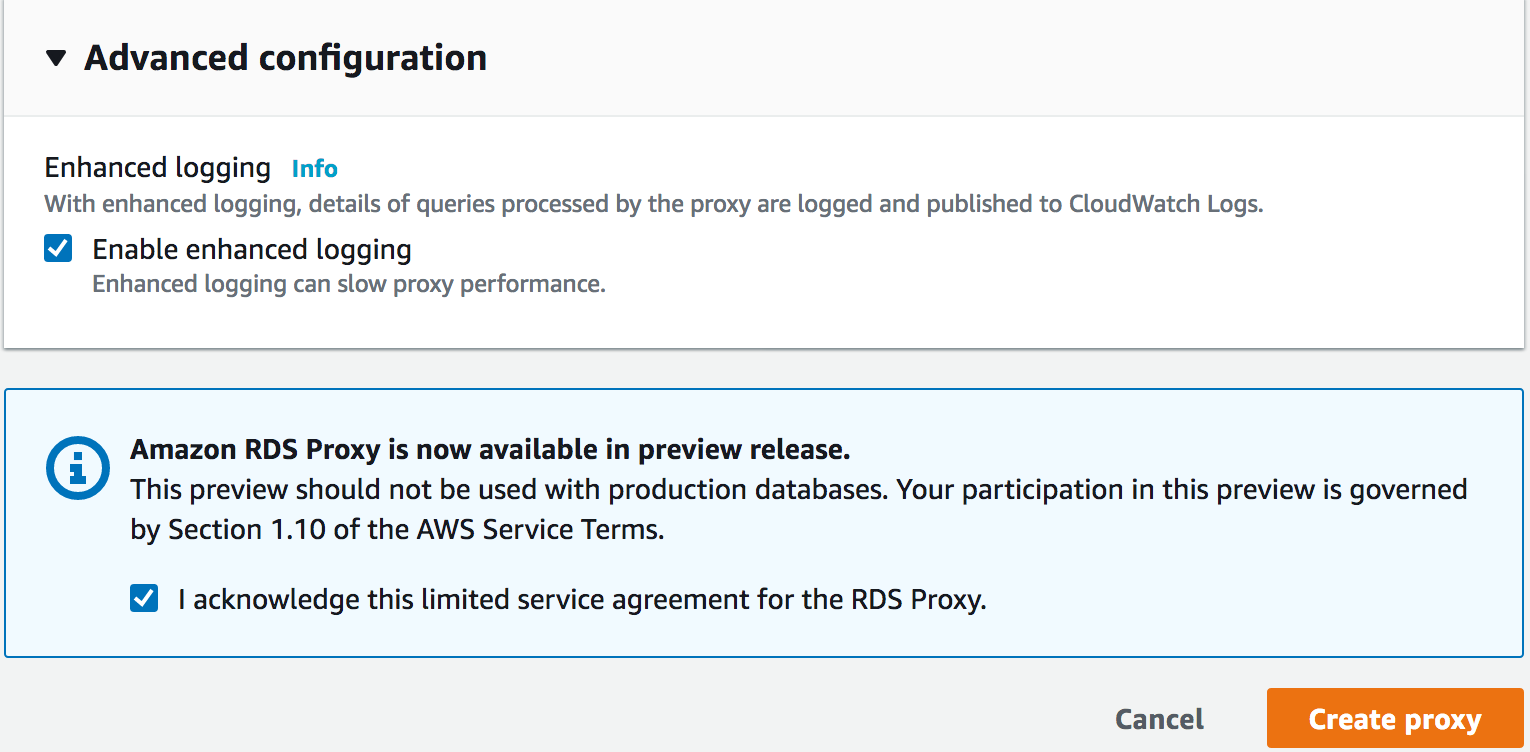 Advanced configuration
Enhanced logging Info
With enhanced logging, details of queries processed by the proxy are logged and published to CloudWatch Logs.
Enable enhanced logging
Enhanced logging can slow proxy performance.
Amazon RDS Proxy is now available in preview release.
This preview should not be used with production databases. Your participation in this preview is governed
by Section 1.10 of the AWS Service Terms.
I acknowledge this limited service agreement for the RDS Proxy.
Cancel Create proxy